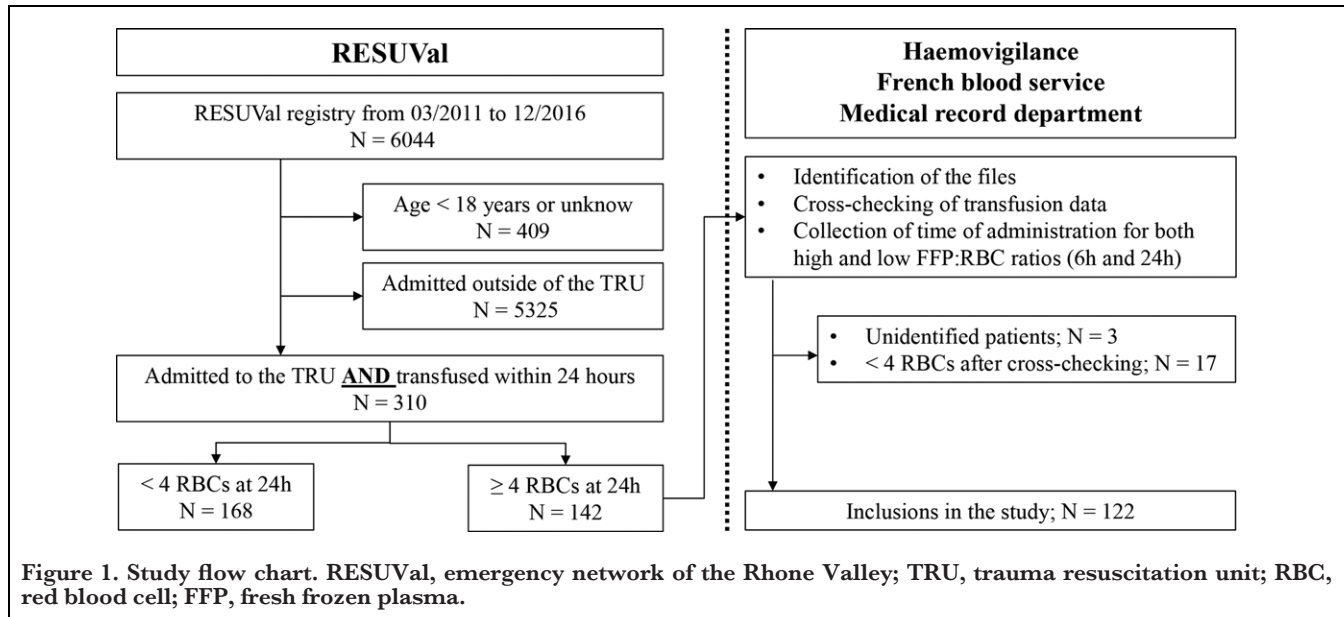 RESUVal
RESUVal registry from 03/2011 to 12/2016
N = 6044
Age < 18 years or unknow
N = 409
Admitted outside of the TRU
N = 5325
Admitted to the TRU AND transfused within 24 hours
N = 310
< 4 RBCs at 24h
N = 168
≥ 4 RBCs at 24h
N = 142
Haemovigilance
French blood service
Medical record department
• Identification of the files
• Cross-checking of transfusion data
• Collection of time of administration for both
high and low FFP:RBC ratios (6h and 24h)
• Unidentified patients; N = 3
• < 4 RBCs after cross-checking; N = 17
Inclusions in the study; N = 122
Figure 1. Study flow chart. RESUVal, emergency network of the Rhone Valley; TRU, trauma resuscitation unit; RBC,
red blood cell; FFP, fresh frozen plasma.